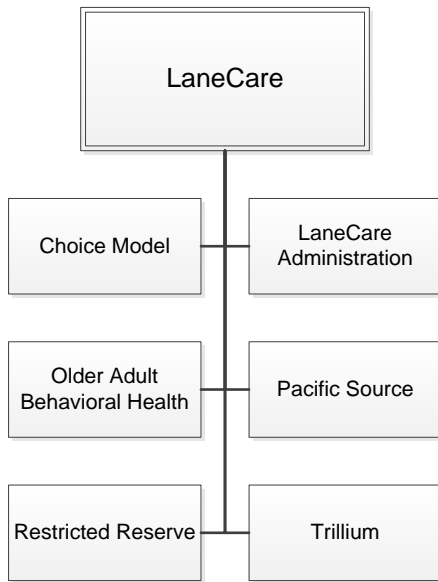 LaneCare
Choice Model
LaneCare
Administration
Older Adult
Behavioral Health
Pacific Source
Restricted Reserve
Trillium